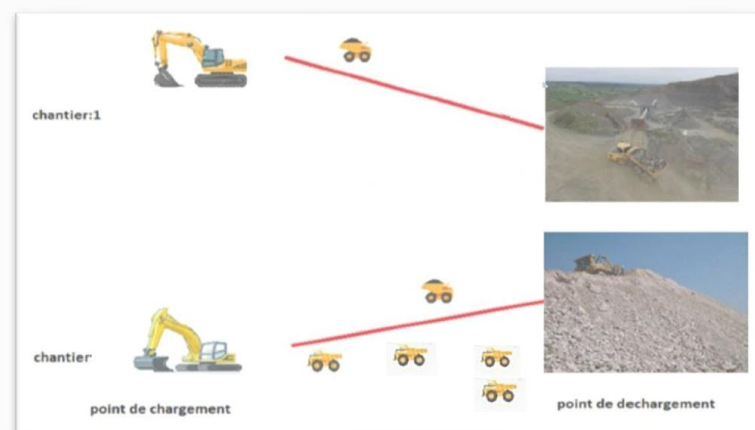 chantier:1
chantier
point de chargement
point de dechargement